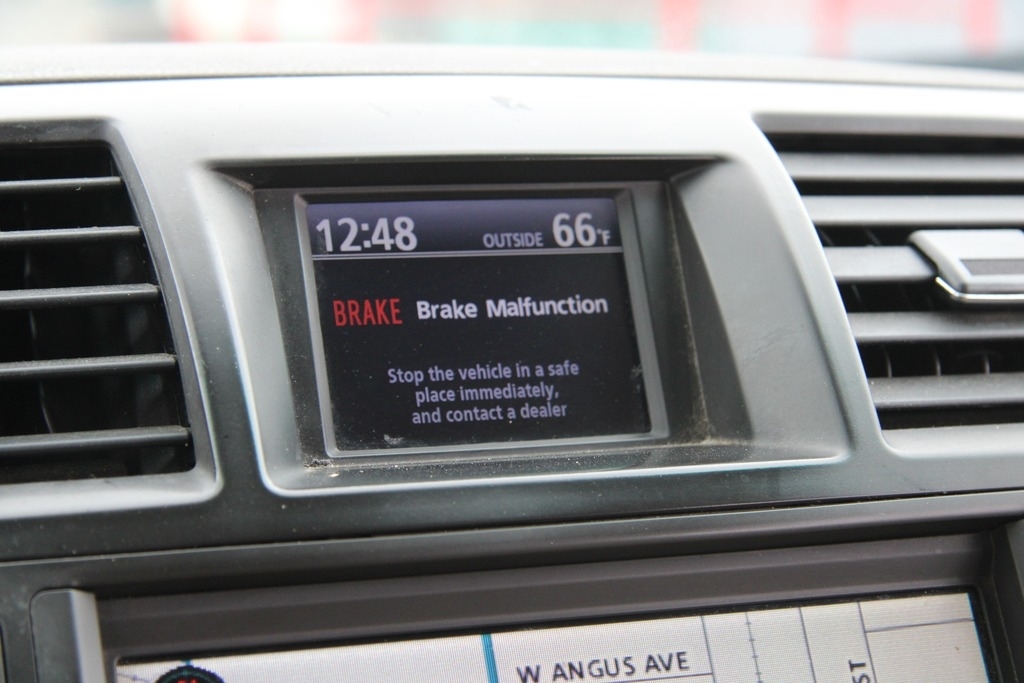 12:48 OUTSIDE 66°F
BRAKE Brake Malfunction
Stop the vehicle in a safe
place immediately,
and contact a dealer
W ANGUS AVE
ST